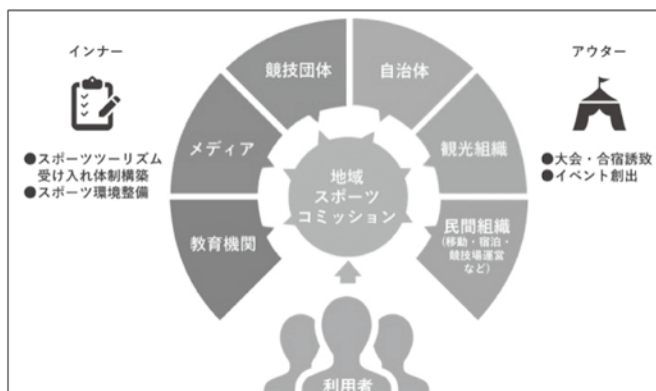 インナー
●スポーツツーリズム
受け入れ体制構築
●スポーツ環境整備
競技団体
自治体
メディア
観光組織
教育機関
民間組織
(移動・宿泊・
競技場運営
など)
地域
スポーツ
コミッション
利用者
アウター
●大会・合宿誘致
●イベント創出